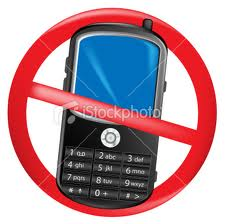 iStockphoto
1 ⚬⚬ 2 abc 3 def
4 ghi 5 jkl 6 mno
7 pqrs 8 tuv 9 wxyz
* 0 + #